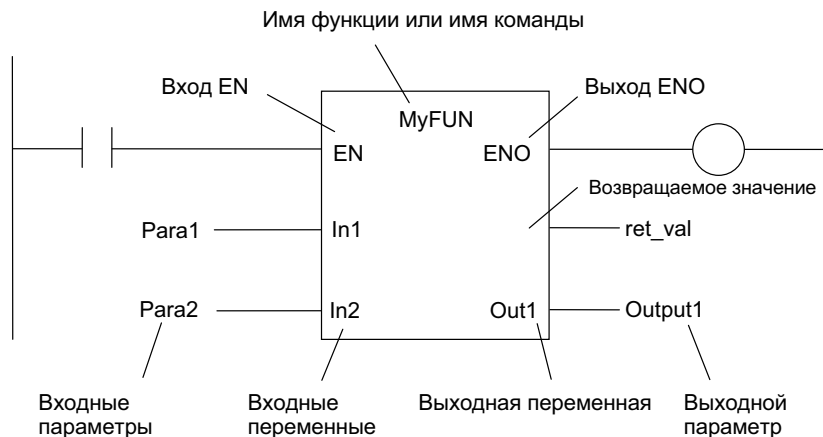 Имя функции или имя команды
Вход EN
Выход ENO
MyFUN
EN
ENO
Возвращаемое значение
Para1
In1
ret_val
Para2
In2
Out1
Output1
Входные
параметры
Входные
переменные
Выходная переменная
Выходной
параметр